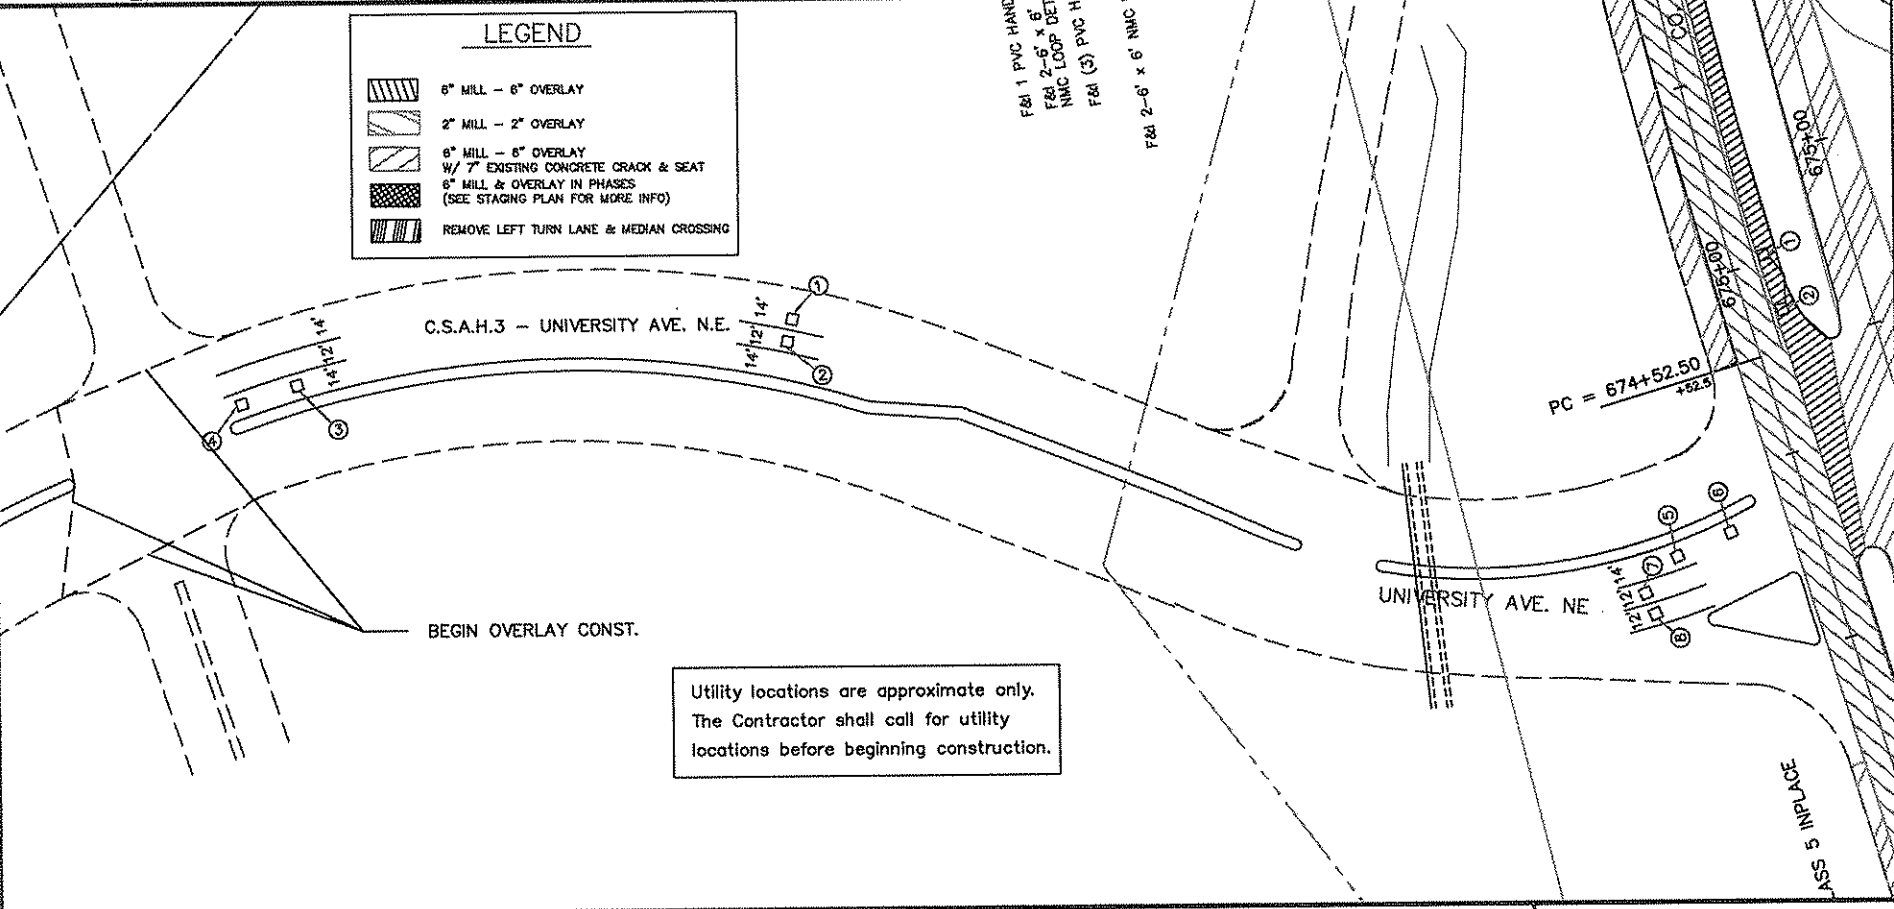 LEGEND
6" MILL - 6" OVERLAY
2" MILL - 2" OVERLAY
6" MILL - 6" OVERLAY
W/ 7" EXISTING CONCRETE CRACK & SEAT
6" MILL & OVERLAY IN PHASES
(SEE STAGING PLAN FOR MORE INFO)
REMOVE LEFT TURN LANE & MEDIAN CROSSING
F&I 1 PVC HAND
F&I 2-6' x 6'
NMC LOOP DET
F&I (3) PVC H
F&I 2-6' x 6' NMC
CO
675+00
675+00
1
2
C.S.A.H.3 - UNIVERSITY AVE. N.E.
14' 12' 14'
1
2
14' 12' 14'
3
4
PC = 674+52.50
+52.5
5
6
7
8
UNIVERSITY AVE. NE
12' 12' 14'
BEGIN OVERLAY CONST.
Utility locations are approximate only.
The Contractor shall call for utility
locations before beginning construction.
ASS 5 INPLACE